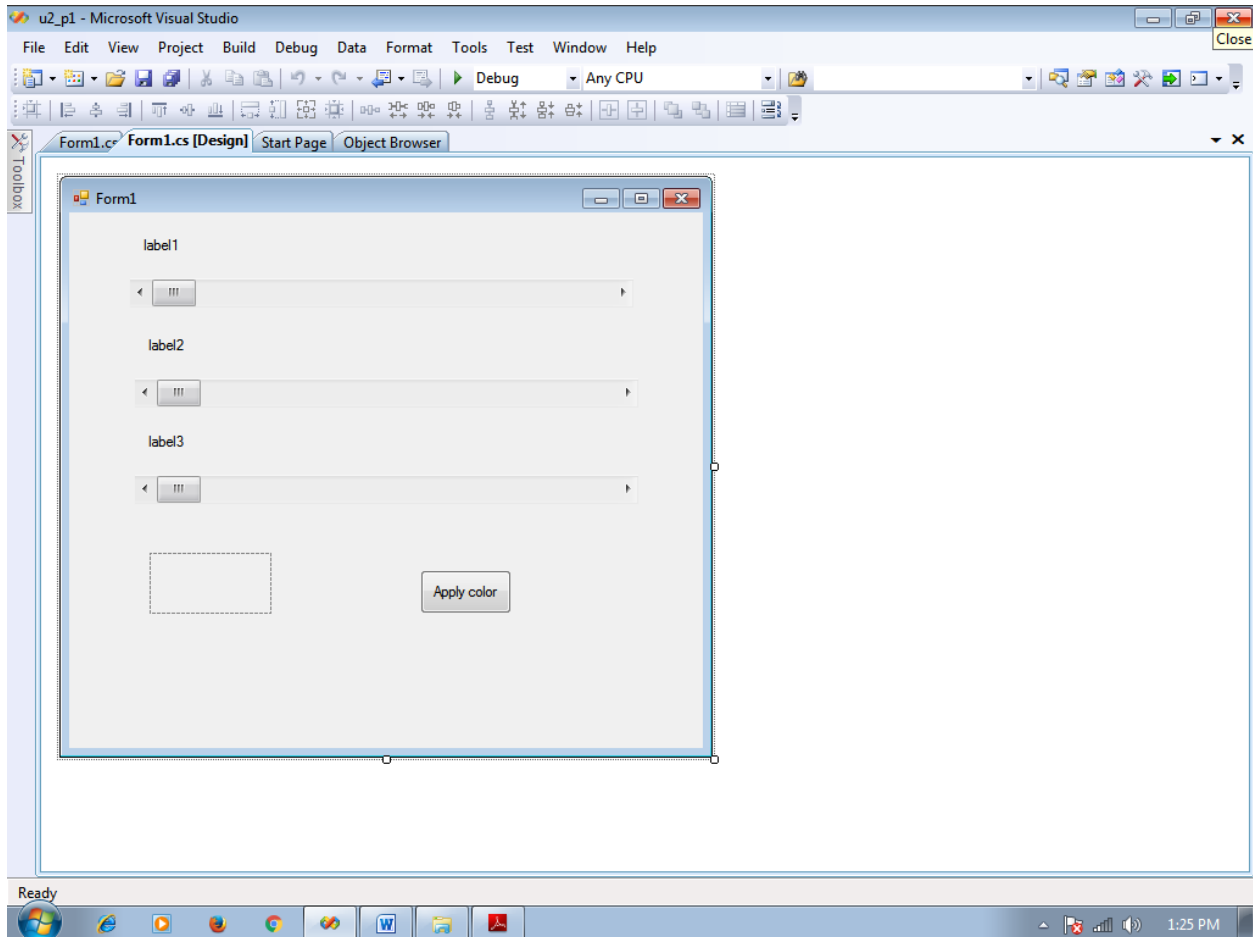 u2_p1 - Microsoft Visual Studio
File Edit View Project Build Debug Data Format Tools Test Window Help
Close
Debug Any CPU
Form1.cs Form1.cs [Design] Start Page Object Browser
Toolbox
Form1
label1
label2
label3
Apply color
Ready
1:25 PM